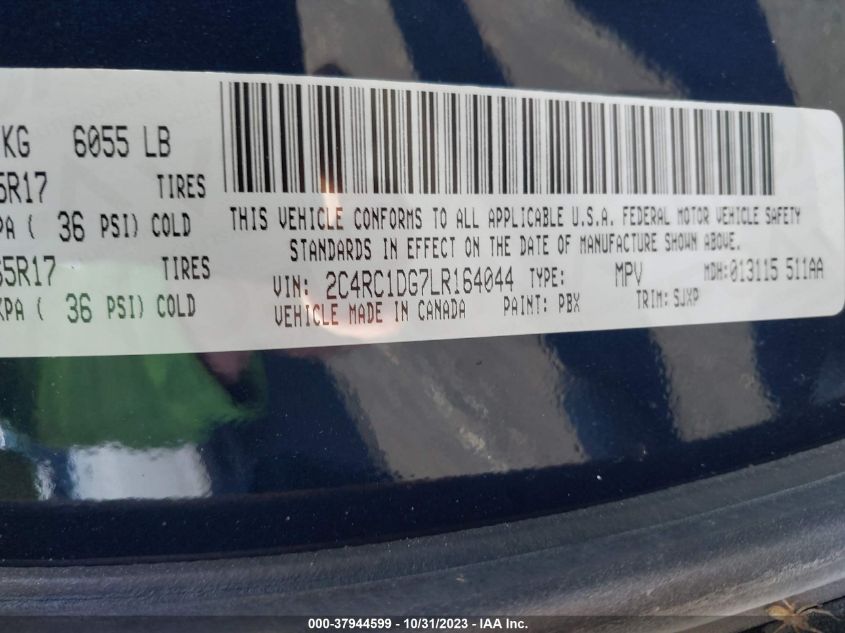 KG 6055 LB
5R17 TIRES
PA ( 36 PSI) COLD
65R17 TIRES
KPA ( 36 PSI) COLD
THIS VEHICLE CONFORMS TO ALL APPLICABLE U.S.A. FEDERAL MOTOR VEHICLE SAFETY
STANDARDS IN EFFECT ON THE DATE OF MANUFACTURE SHOWN ABOVE.
VIN: 2C4RC1DG7LR164044 TYPE: MPV MDH:013115 511AA
VEHICLE MADE IN CANADA PAINT: PBX TRIM: SJXP
000-37944599 - 10/31/2023 - IAA Inc.